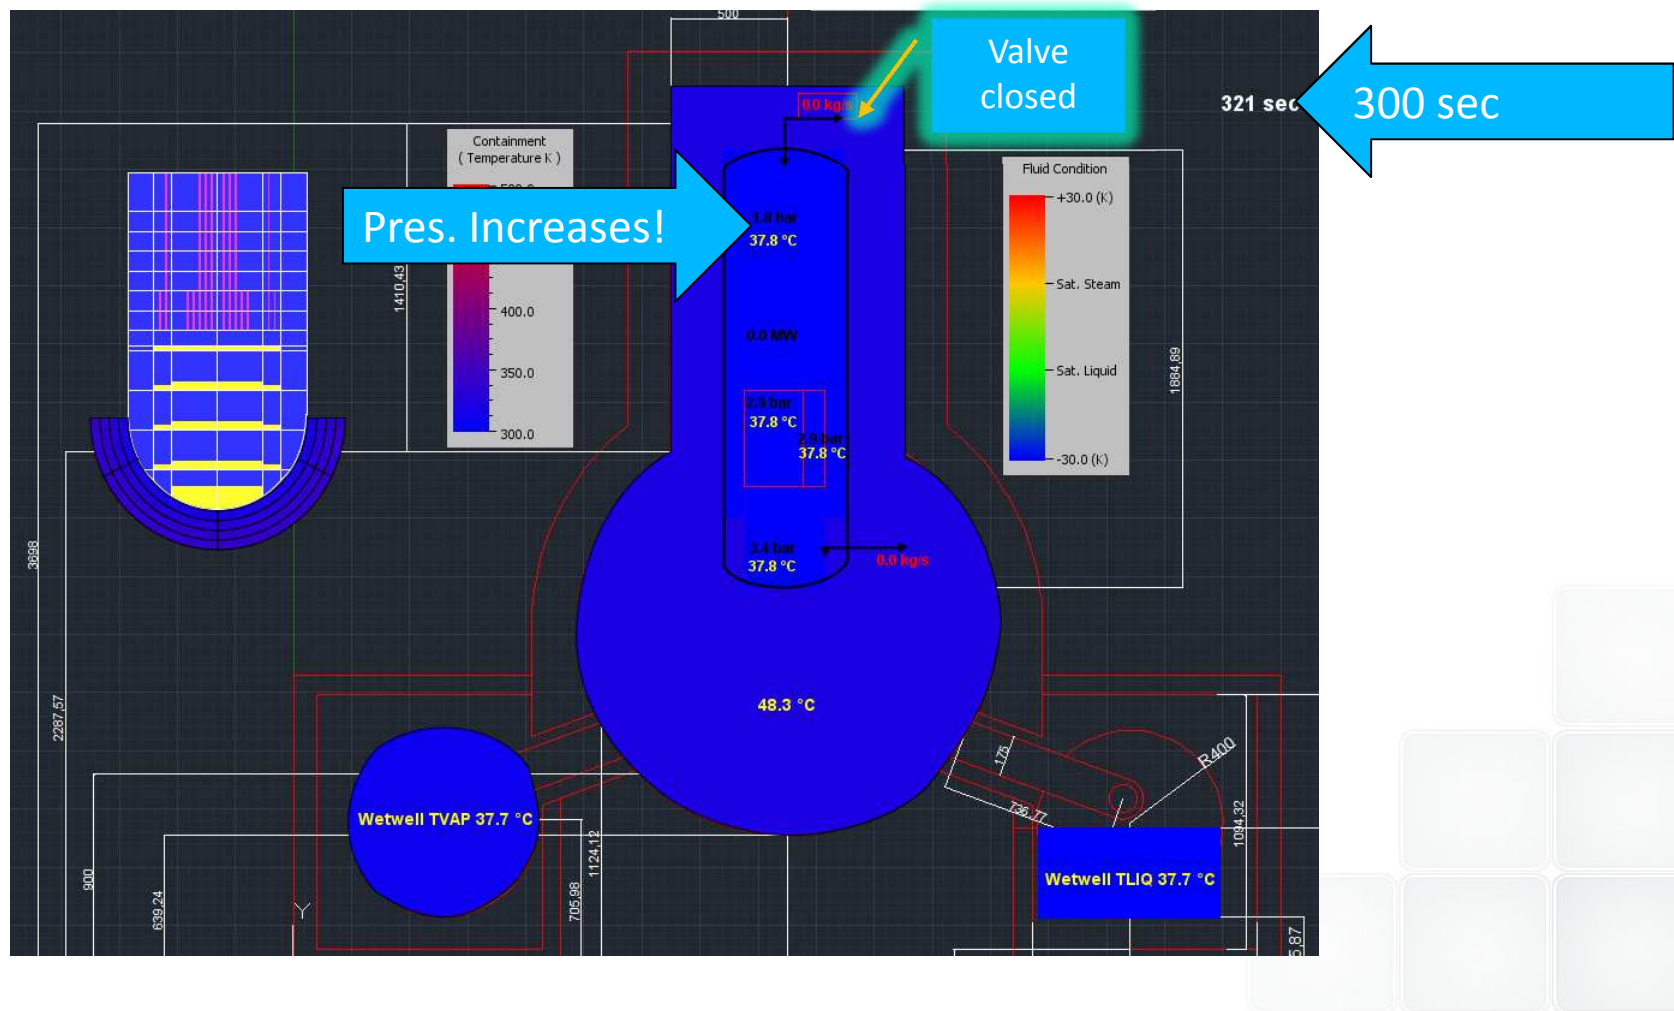 500
Valve
closed
0.0 kg/s
321 sec
300 sec
Containment
( Temperature K )
Fluid Condition
+30.0 (K)
Pres. Increases!
37.8 °C
1410,43
Sat. Steam
400.0
0.0 MW
350.0
Sat. Liquid
1884,89
2.9 bar
37.8 °C
300.0
2.9 bar
37.8 °C
-30.0 (K)
3698
3.4 bar
37.8 °C
0.0 kg/s
2287,57
48.3 °C
175
R400
736,77
Wetwell TVAP 37.7 °C
1094,32
1124,12
900
Wetwell TLIQ 37.7 °C
639,24
705,98
Y
5,87